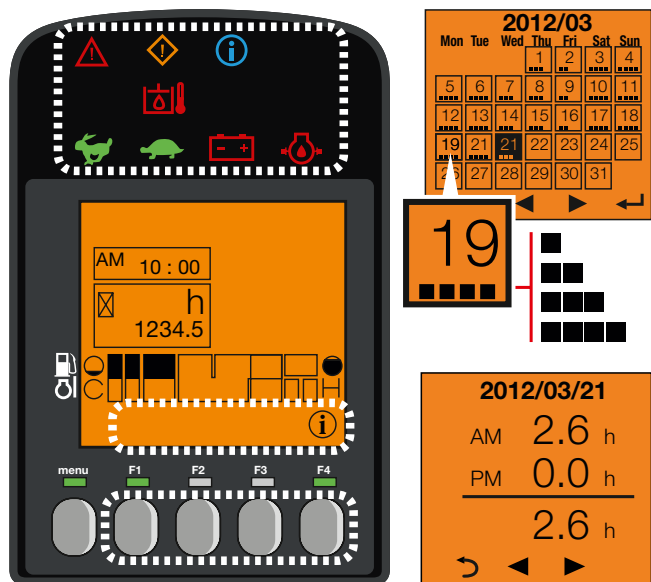 AM 10 : 00
h
1234.5
C H
i
menu F1 F2 F3 F4
2012/03
Mon Tue Wed Thu Fri Sat Sun
1 2 3 4
5 6 7 8 9 10 11
12 13 14 15 16 17 18
19 21 21 22 23 24 25
27 28 29 30 31
19
2012/03/21
AM 2.6 h
PM 0.0 h
2.6 h